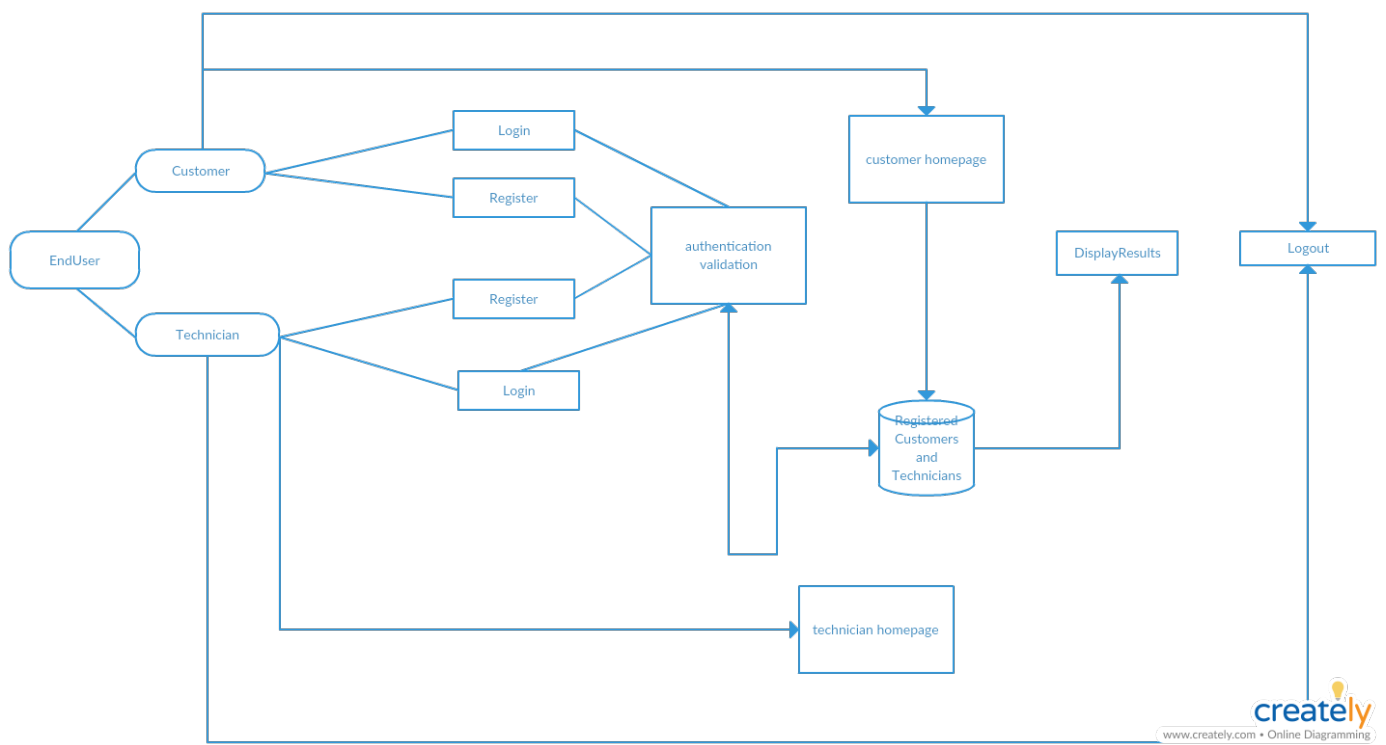 Login
customer homepage
Customer
Register
authentication
validation
DisplayResults
Logout
EndUser
Register
Technician
Login
Registered
Customers
and
Technicians
technician homepage
creately
www.creately.com • Online Diagramming